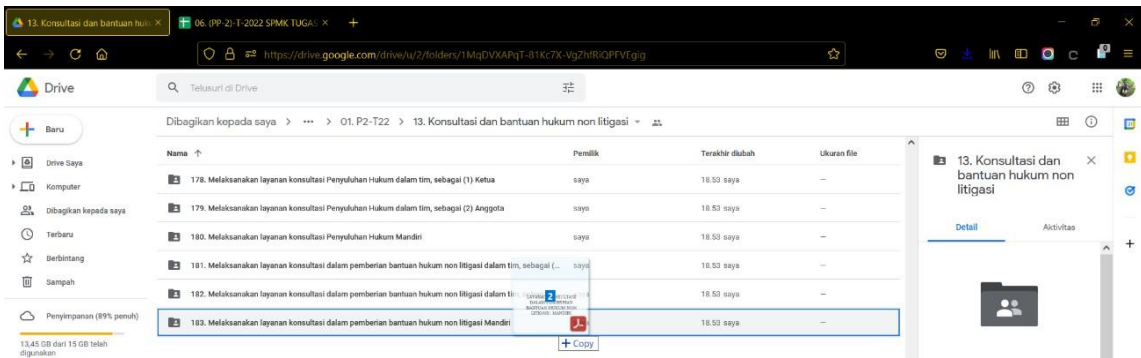 13. Konsultasi dan bantuan huk
06. (PP-2)-T-2022 SPMK TUGAS
https://drive.google.com/drive/u/2/folders/1MqDVXAPqT-81Kc7X-VgZhfRiQPFVEgig
Drive
Telusuri di Drive
Baru
Dibagikan kepada saya > ... > 01. P2-T22 > 13. Konsultasi dan bantuan hukum non litigasi
Nama Pemilik Terakhir diubah Ukuran file
Drive Saya
Komputer
Dibagikan kepada saya
Terbaru
Berbintang
Sampah
Penyimpanan (89% penuh)
13,45 GB dari 15 GB telah
digunakan
178. Melaksanakan layanan konsultasi Penyuluhan Hukum dalam tim, sebagai (1) Ketua saya 18.53 saya —
179. Melaksanakan layanan konsultasi Penyuluhan Hukum dalam tim, sebagai (2) Anggota saya 18.53 saya —
180. Melaksanakan layanan konsultasi Penyuluhan Hukum Mandiri saya 18.53 saya —
181. Melaksanakan layanan konsultasi dalam pemberian bantuan hukum non litigasi dalam tim, sebagai (... saya 18.53 saya —
182. Melaksanakan layanan konsultasi dalam pemberian bantuan hukum non litigasi dalam 18.53 saya —
183. Melaksanakan layanan konsultasi dalam pemberian bantuan hukum non litigasi Mandiri 18.53 saya —
2
+ Copy
13. Konsultasi dan
bantuan hukum non
litigasi
Detail Aktivitas